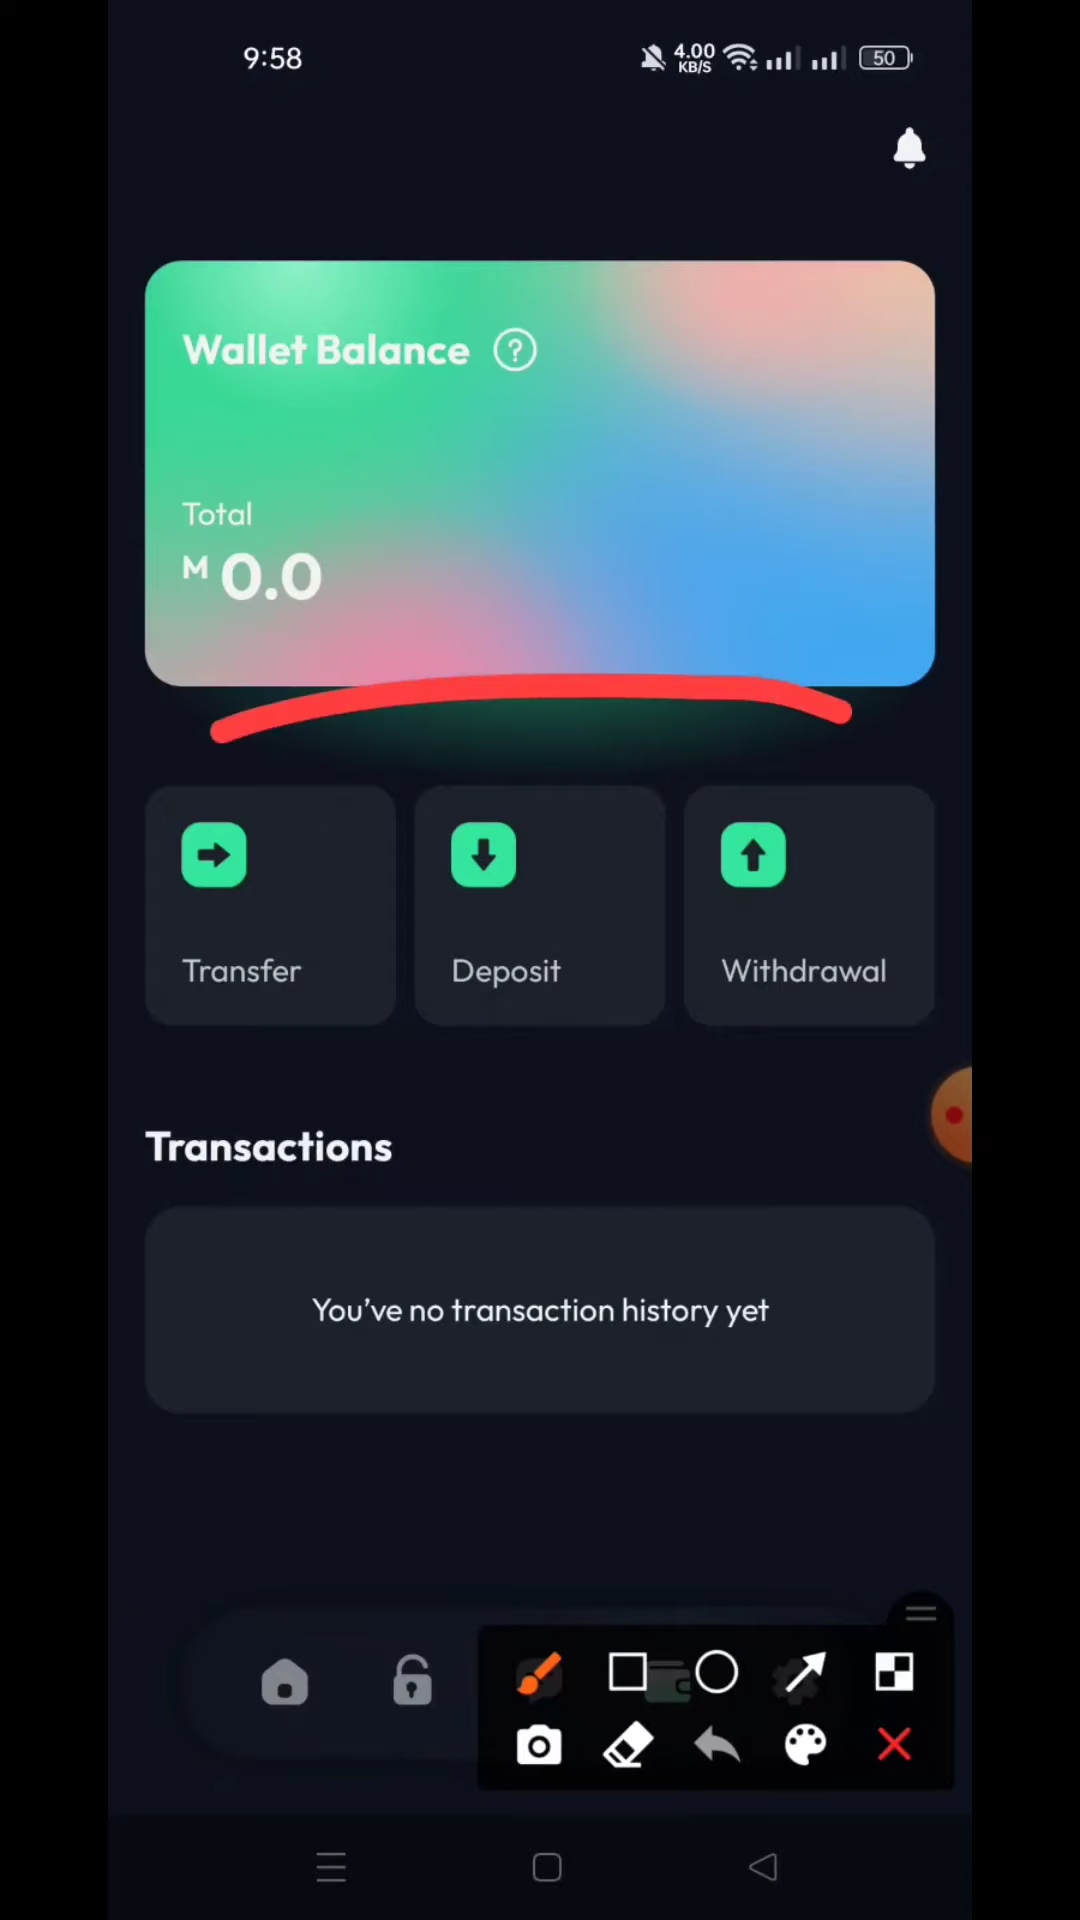 9:58
4.00
KB/S
50
Wallet Balance ?
Total
M 0.0
Transfer
Deposit
Withdrawal
Transactions
You've no transaction history yet